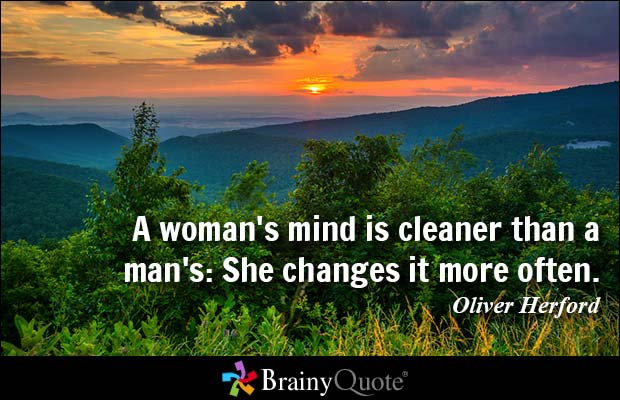 A woman's mind is cleaner than a
man's: She changes it more often.
Oliver Herford
BrainyQuote®